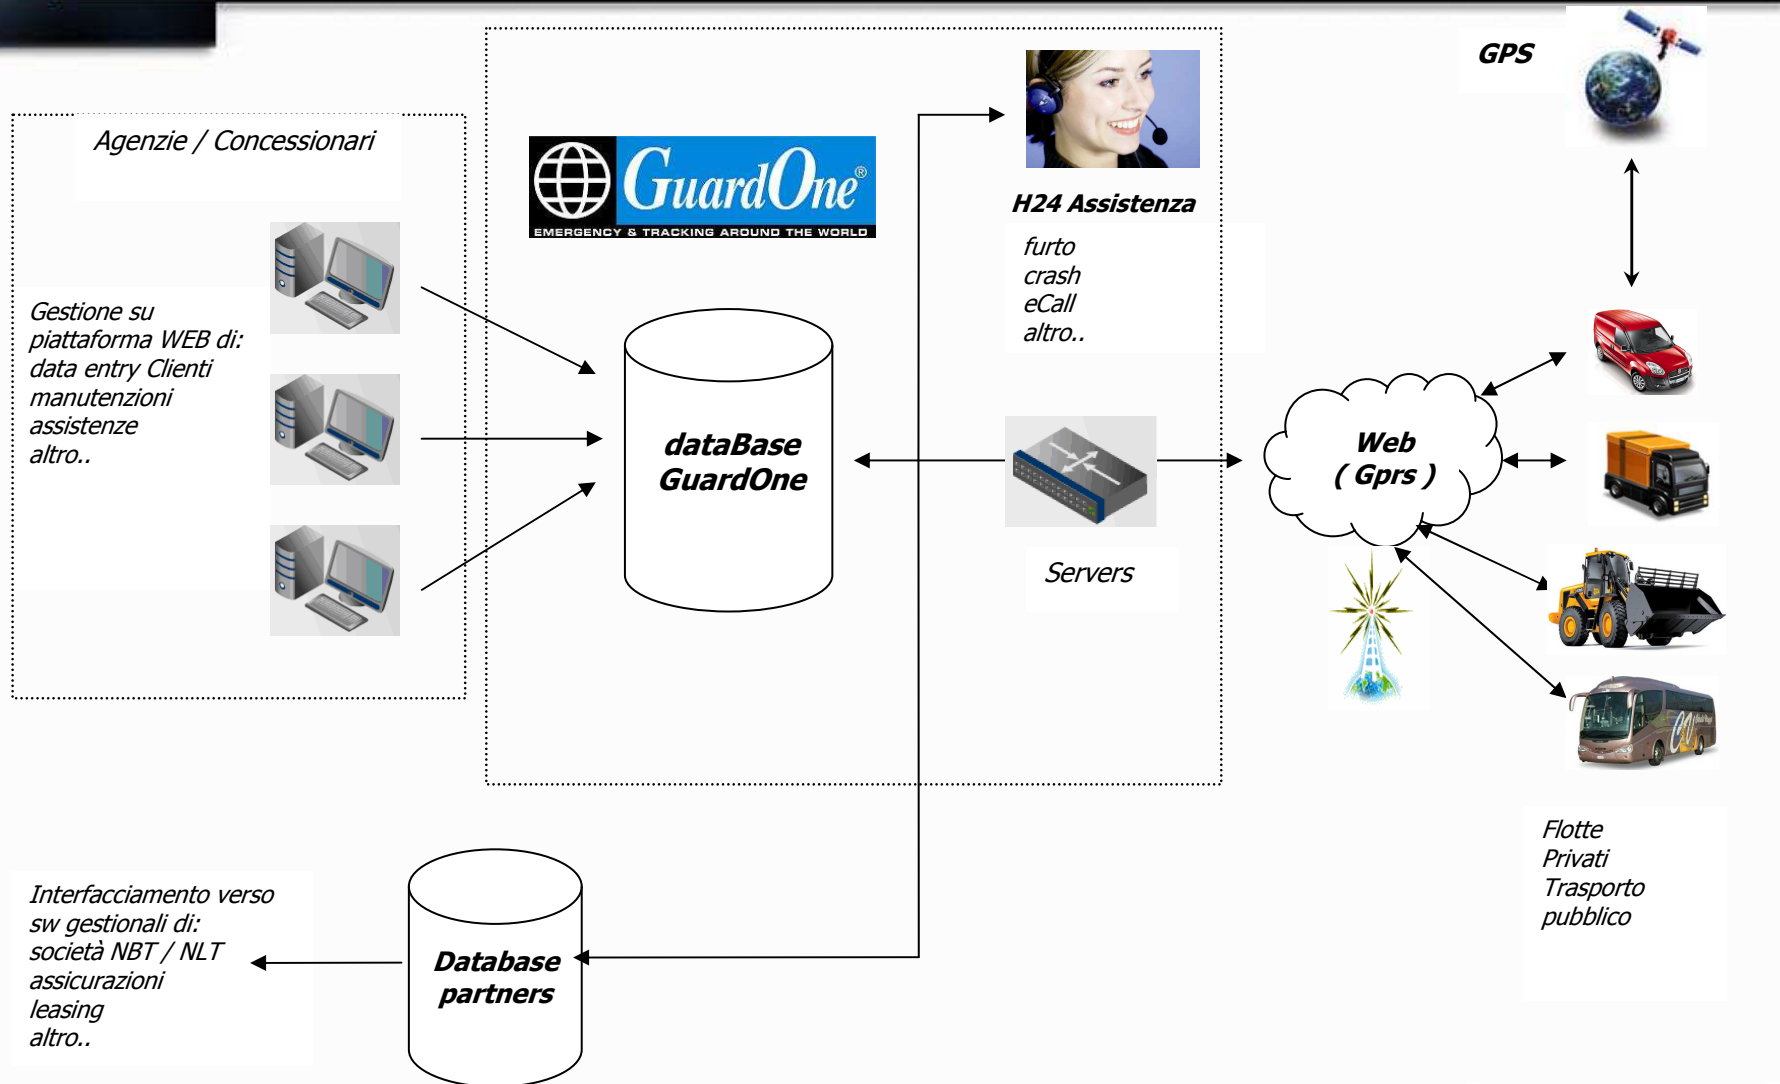 Agenzie / Concessionari
Gestione su
piattaforma WEB di:
data entry Clienti
manutenzioni
assistenze
altro..
GuardOne®
EMERGENCY & TRACKING AROUND THE WORLD
dataBase
GuardOne
H24 Assistenza
furto
crash
eCall
altro..
Servers
GPS
Web
( Gprs )
Flotte
Privati
Trasporto
pubblico
Interfacciamento verso
sw gestionali di:
società NBT / NLT
assicurazioni
leasing
altro..
Database
partners